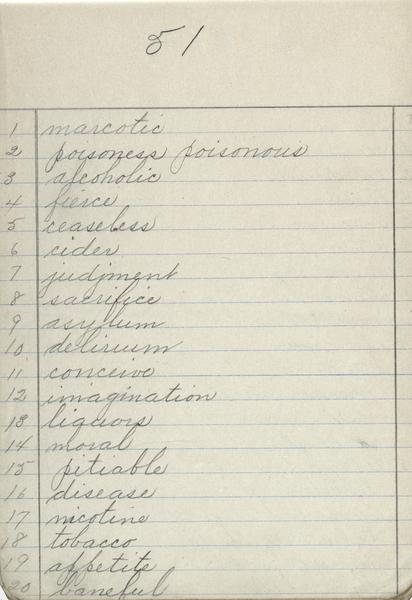 51
1 narcotic
2 poisoness poisonous
3 alcoholic
4 fierce
5 ceaseless
6 cider
7 judjment
8 sacrifice
9 asylum
10 delirium
11 conceive
12 imagination
13 liquors
14 moral
15 pitiable
16 disease
17 nicotine
18 tobacco
19 appetite
20 baneful